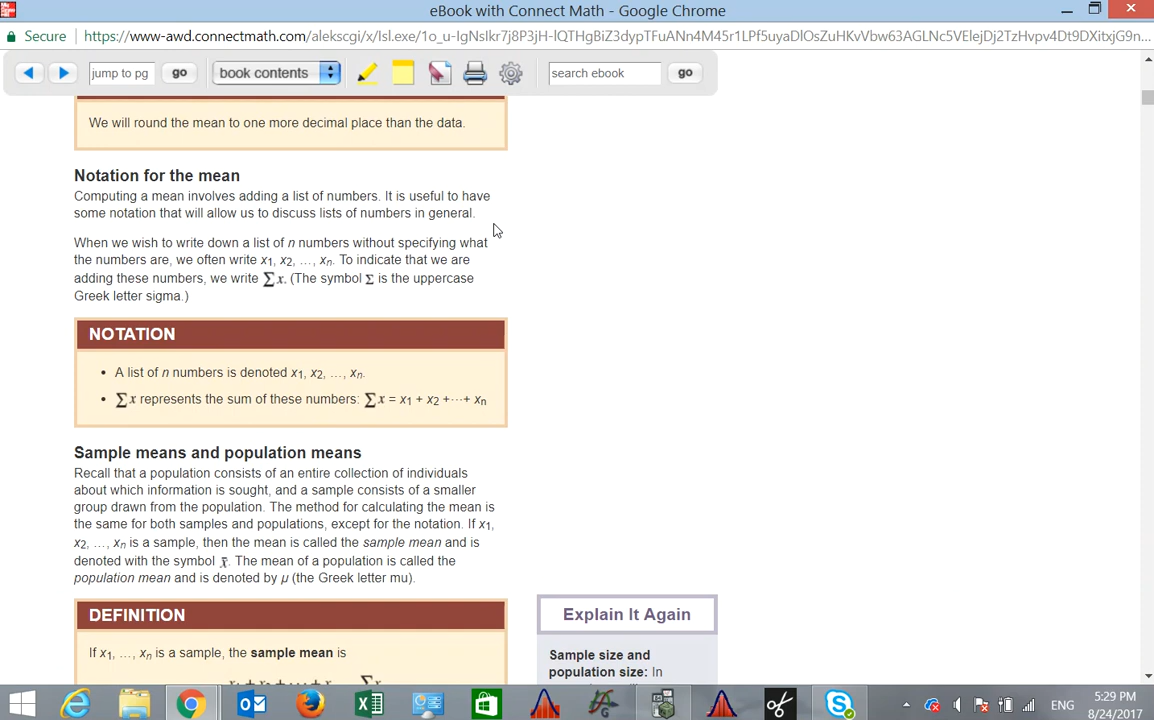 eBook with Connect Math - Google Chrome
Secure
https://www-awd.connectmath.com/alekscgi/x/Isl.exe/1o_u-IgNsIkr7j8P3jH-lQTHgBiZ3dypTFuANn4M45r1LPf5uyaDlOsZuHKvVbw63AGLNc5VElejDj2TzHvpv4Dt9DXitxjG9n...
jump to pg
go
book contents
search ebook
go
We will round the mean to one more decimal place than the data.
Notation for the mean
Computing a mean involves adding a list of numbers. It is useful to have
some notation that will allow us to discuss lists of numbers in general.
When we wish to write down a list of n numbers without specifying what
the numbers are, we often write x1, x2, ..., xn. To indicate that we are
adding these numbers, we write ∑x. (The symbol Σ is the uppercase
Greek letter sigma.)
NOTATION
• A list of n numbers is denoted x1, x2, ..., xn.
• ∑x represents the sum of these numbers: ∑x = x1 + x2 +···+ xn
Sample means and population means
Recall that a population consists of an entire collection of individuals
about which information is sought, and a sample consists of a smaller
group drawn from the population. The method for calculating the mean is
the same for both samples and populations, except for the notation. If x1,
x2, ..., xn is a sample, then the mean is called the sample mean and is
denoted with the symbol x̄. The mean of a population is called the
population mean and is denoted by μ (the Greek letter mu).
DEFINITION
If x1, ..., xn is a sample, the sample mean is
Explain It Again
Sample size and
population size: In
ENG
5:29 PM
8/24/2017